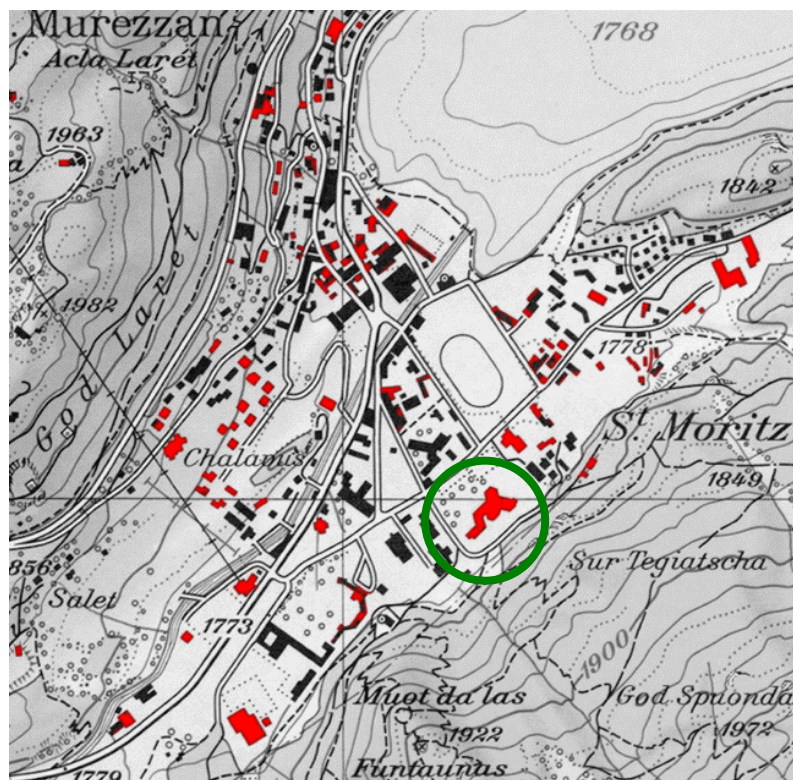 Murezzan
1768
Acla Laret
1963
a
1842
God Laret
1982
1778
St. Moritz
Chalamus
1849
856
Sur Tegiatscha
Salet
1773
1900
Muot da las
God Spuonda
1922
1972
Funtaunas
1779